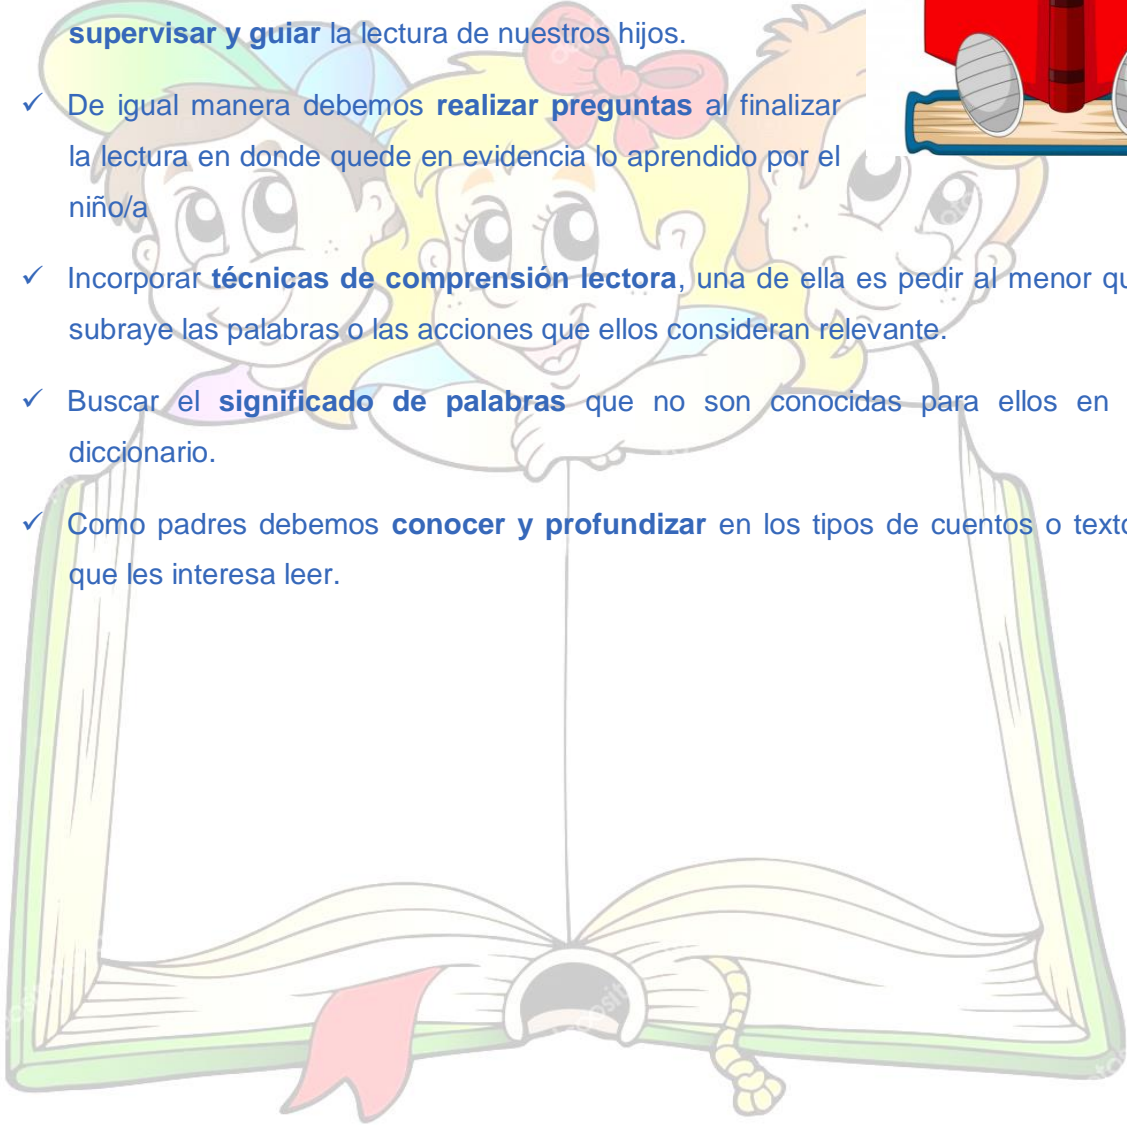 supervisar y guiar la lectura de nuestros hijos.
✓ De igual manera debemos realizar preguntas al finalizar
la lectura en donde quede en evidencia lo aprendido por el
niño/a
✓ Incorporar técnicas de comprensión lectora, una de ella es pedir al menor qu
subraye las palabras o las acciones que ellos consideran relevante.
✓ Buscar el significado de palabras que no son conocidas para ellos en
diccionario.
✓ Como padres debemos conocer y profundizar en los tipos de cuentos o texto
que les interesa leer.